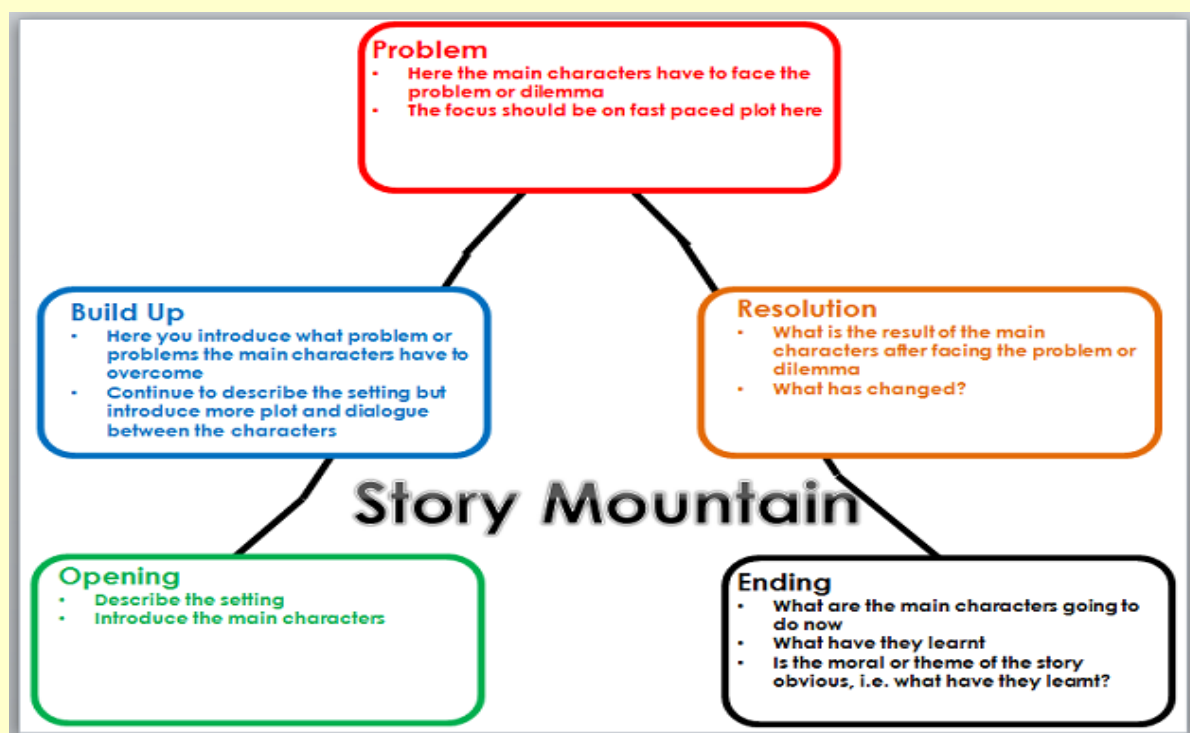 Problem
• Here the main characters have to face the
problem or dilemma
• The focus should be on fast paced plot here
Build Up
• Here you introduce what problem or
problems the main characters have to
overcome
• Continue to describe the setting but
introduce more plot and dialogue
between the characters
Resolution
• What is the result of the main
characters after facing the problem or
dilemma
• What has changed?
Story Mountain
Opening
• Describe the setting
• Introduce the main characters
Ending
• What are the main characters going to
do now
• What have they learnt
• Is the moral or theme of the story
obvious, i.e. what have they learnt?